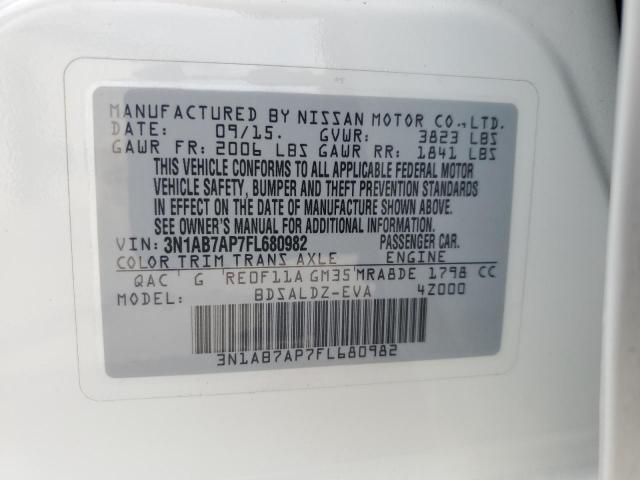 MANUFACTURED BY NISSAN MOTOR CO.,LTD.
DATE: 09/15. GVWR: 3823 LBS
GAWR FR: 2006 LBS GAWR RR: 1841 LBS
THIS VEHICLE CONFORMS TO ALL APPLICABLE FEDERAL MOTOR
VEHICLE SAFETY, BUMPER AND THEFT PREVENTION STANDARDS
IN EFFECT ON THE DATE OF MANUFACTURE SHOWN ABOVE.
SEE OWNER'S MANUAL FOR ADDITIONAL INFORMATION.
VIN: 3N1AB7AP7FL680982 PASSENGER CAR.
COLOR TRIM TRANS AXLE ENGINE
QAC G RE0F11A GM35 MRA8DE 1798 CC
MODEL: BDSALDZ-EVA 4Z000
3N1AB7AP7FL680982